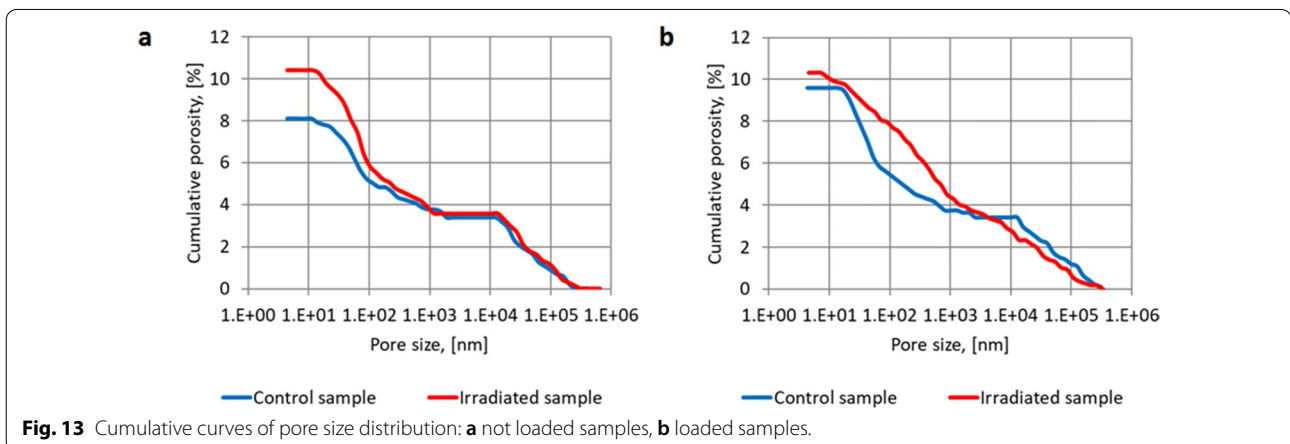 a
12
10
8
6
4
2
0
Cumulative porosity, [%]
1.E+00 1.E+01 1.E+02 1.E+03 1.E+04 1.E+05 1.E+06
Pore size, [nm]
Control sample Irradiated sample
b
12
10
8
6
4
2
0
Cumulative porosity, [%]
1.E+00 1.E+01 1.E+02 1.E+03 1.E+04 1.E+05 1.E+06
Pore size, [nm]
Control sample Irradiated sample
Fig. 13 Cumulative curves of pore size distribution: a not loaded samples, b loaded samples.